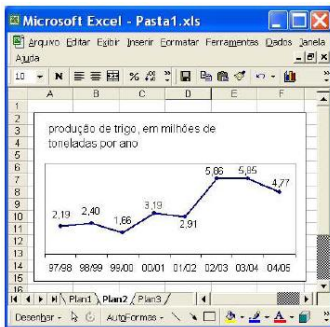 Microsoft Excel - Pasta1.xls
Arquivo Editar Exibir Inserir Formatar Ferramentas Dados Janela
Ajuda
10 N %
A B C D E F
1
2
3
4
5
6
7
8
9
10
11
12
13
14
15
16
produção de trigo, em milhões de
toneladas por ano
2,19 2,40 1,66 3,19 2,91 5,86 5,85 4,77
97/98 98/99 99/00 00/01 01/02 02/03 03/04 04/05
Plan1 Plan2 Plan3
Desenhar AutoFormas